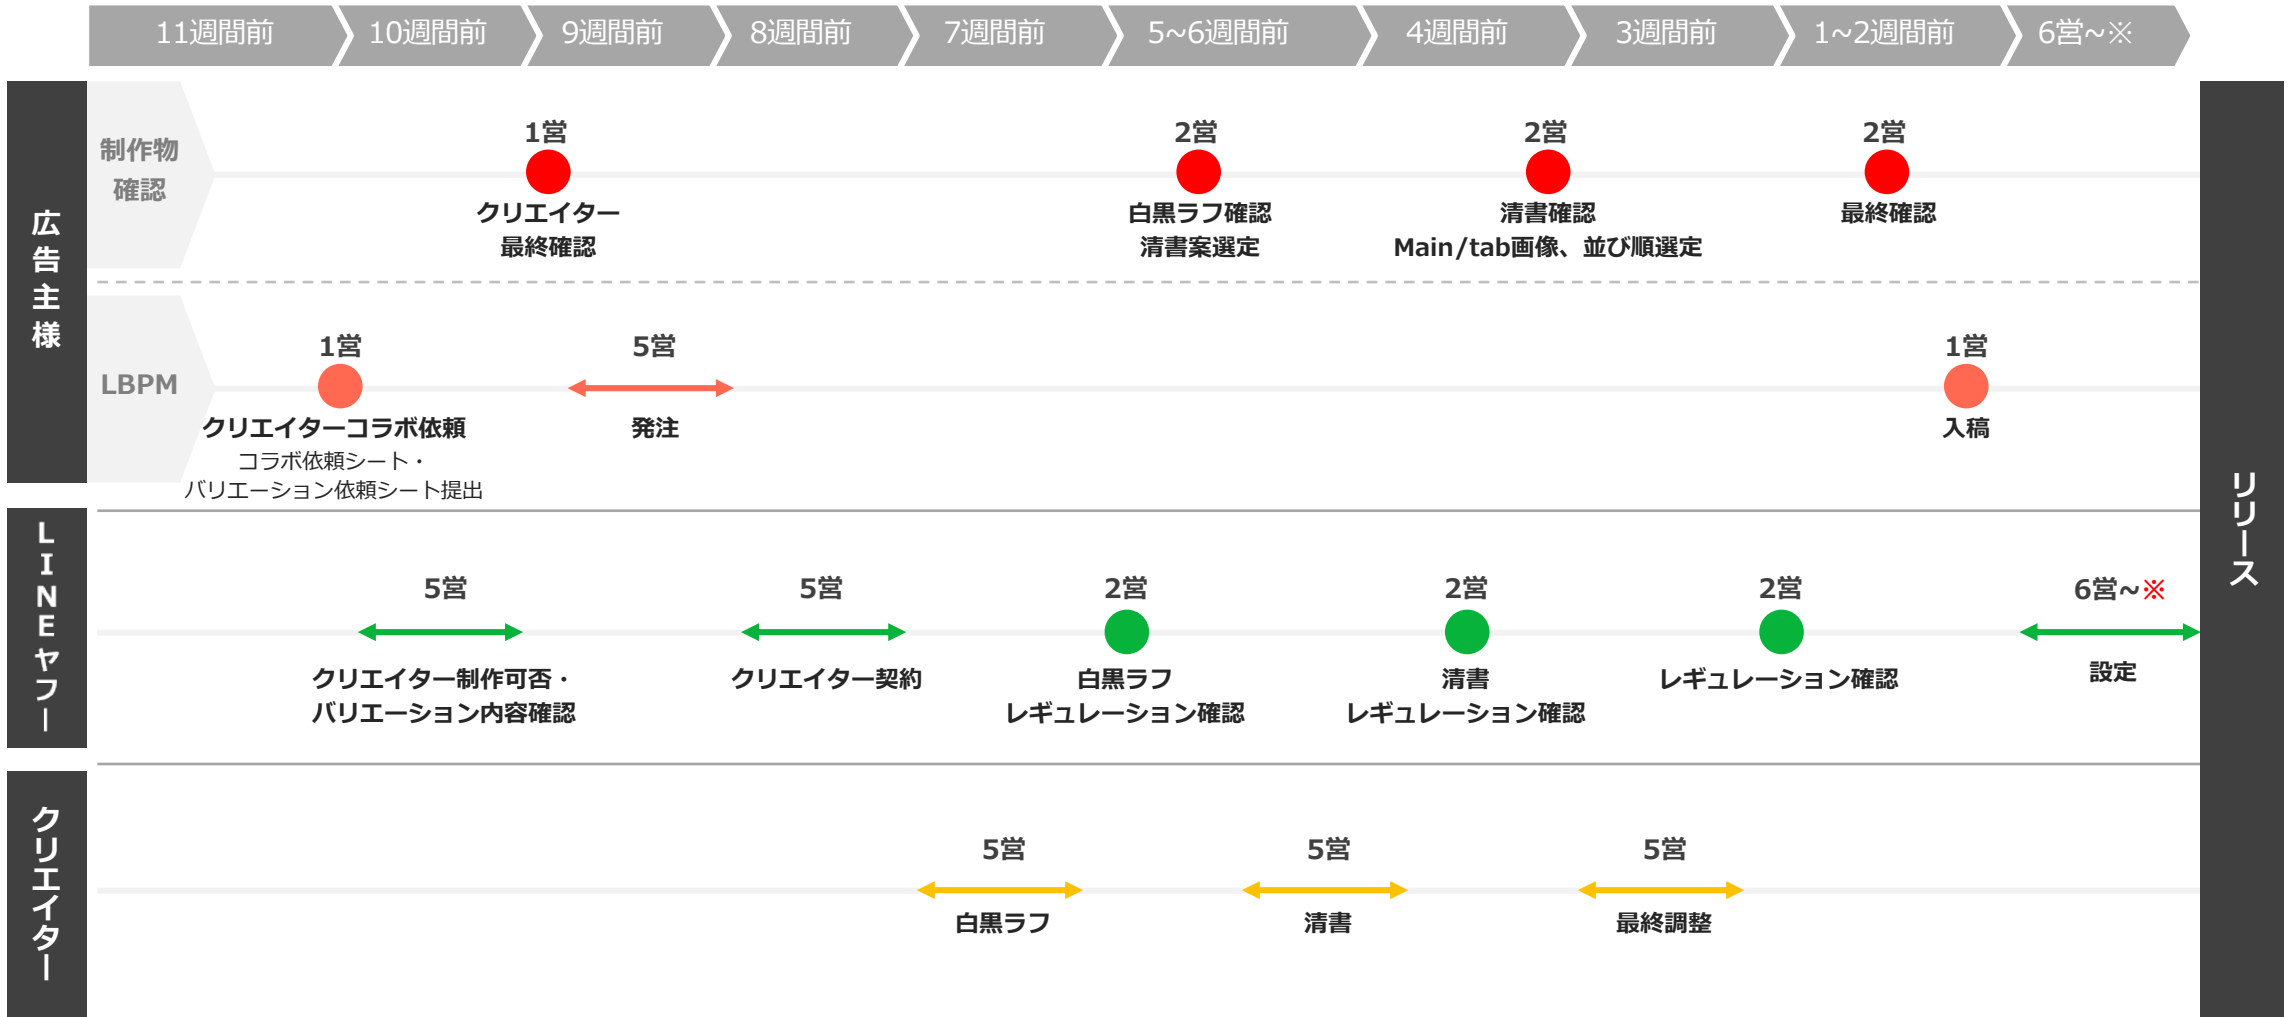 11週間前
10週間前
9週間前
8週間前
7週間前
5~6週間前
4週間前
3週間前
1~2週間前
6営~※
広告主様
制作物
確認
1営
クリエイター
最終確認
2営
白黒ラフ確認
清書案選定
2営
清書確認
Main/tab画像、並び順選定
2営
最終確認
LBPM
1営
クリエイターコラボ依頼
コラボ依頼シート・
バリエーション依頼シート提出
5営
発注
1営
入稿
LINEヤフー
5営
クリエイター制作可否・
バリエーション内容確認
5営
クリエイター契約
2営
白黒ラフ
レギュレーション確認
2営
清書
レギュレーション確認
2営
レギュレーション確認
6営~※
設定
クリエイター
5営
白黒ラフ
5営
清書
5営
最終調整
リリース